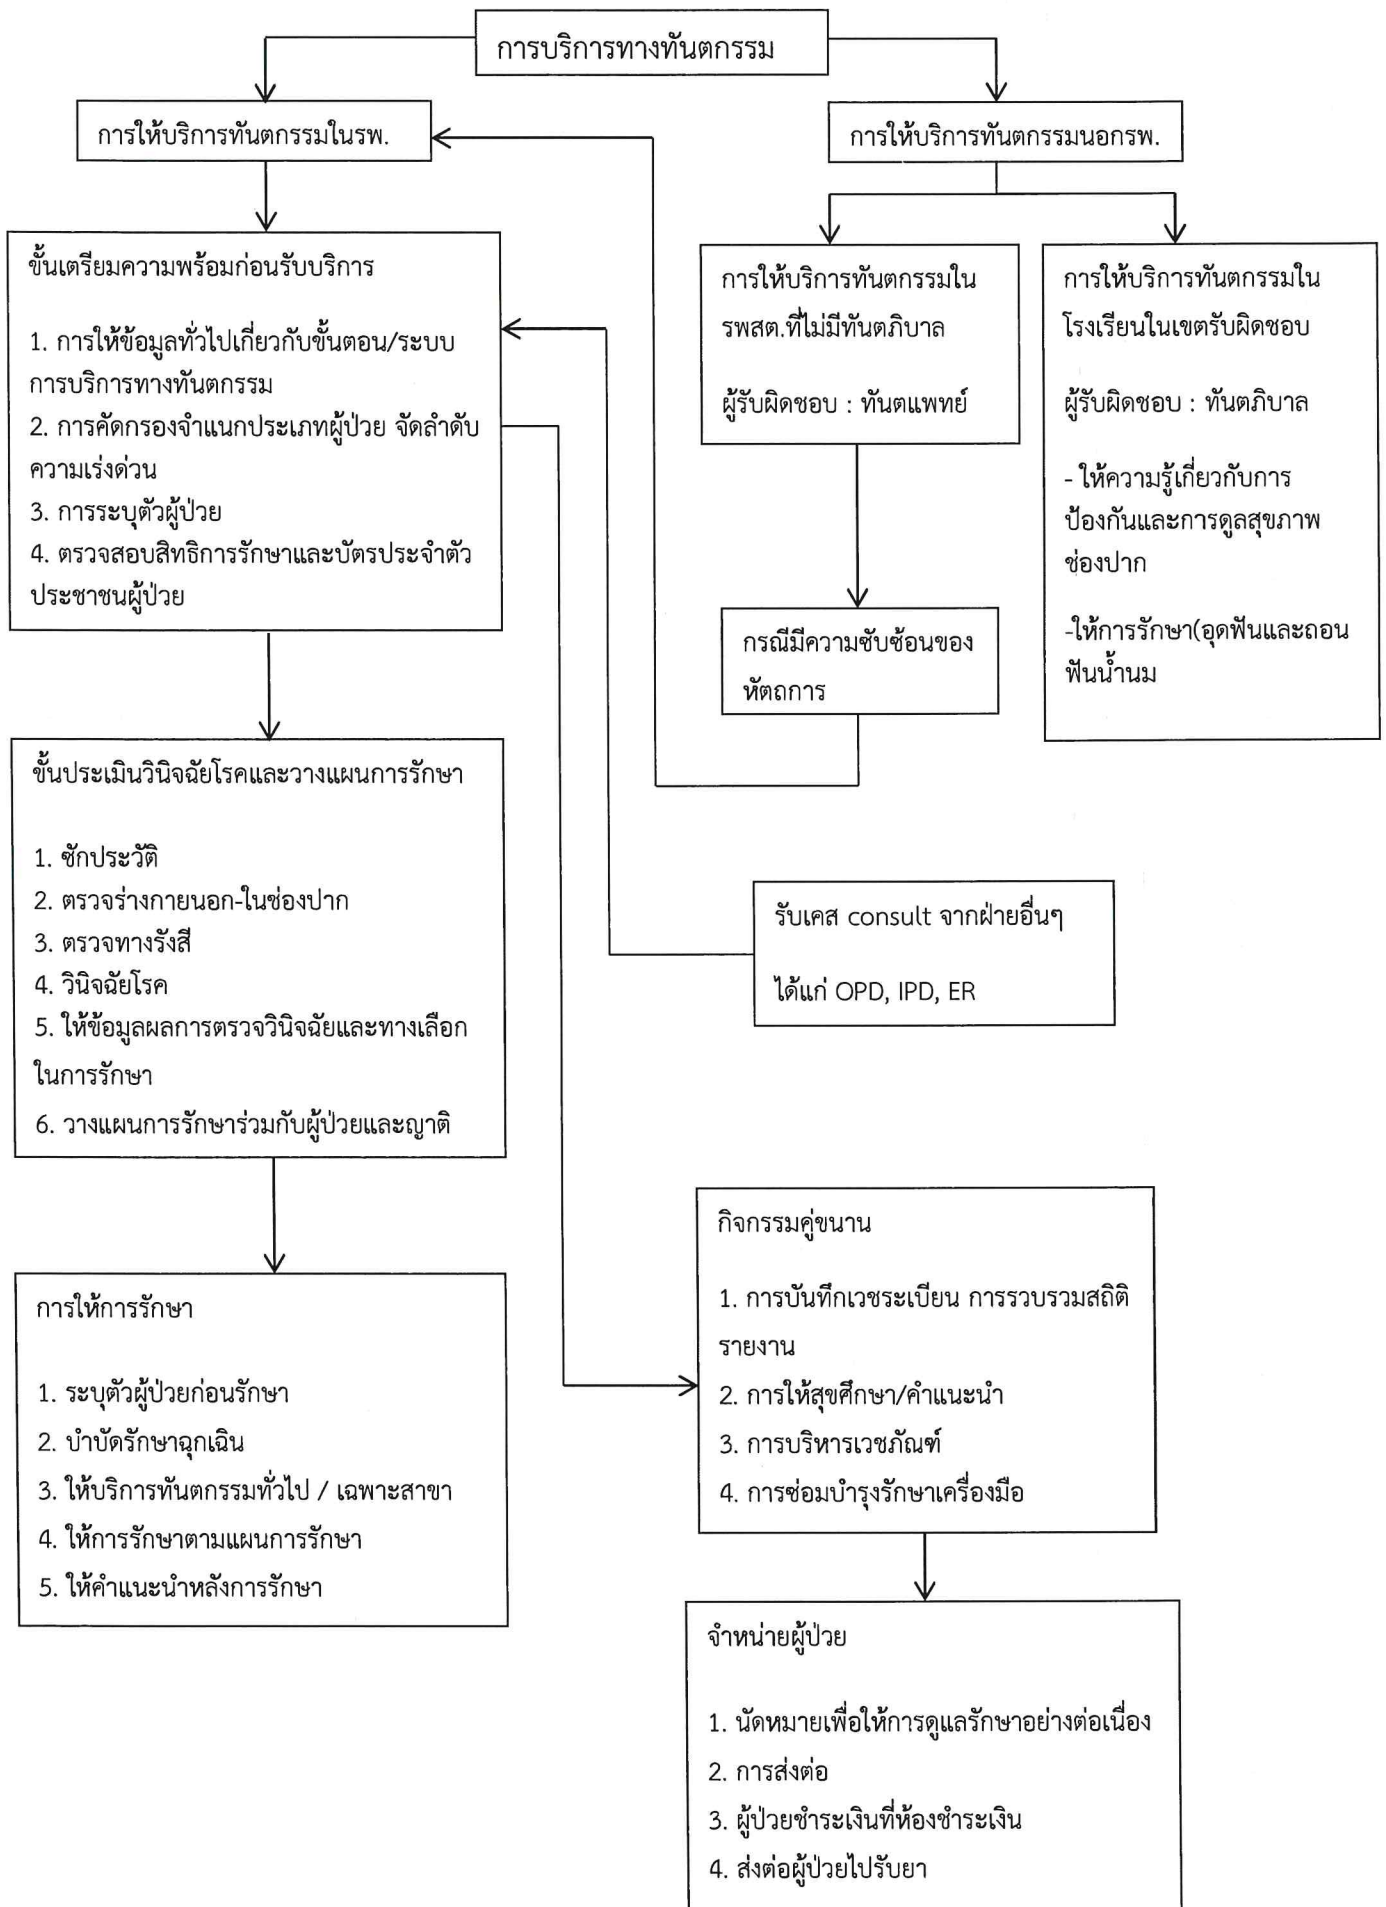 การบริการทางทันตกรรม
การให้บริการทันตกรรมในรพ.
การให้บริการทันตกรรมนอกรพ.
ขั้นเตรียมความพร้อมก่อนรับบริการ
1. การให้ข้อมูลทั่วไปเกี่ยวกับขั้นตอน/ระบบ
การบริการทางทันตกรรม
2. การคัดกรองจำแนกประเภทผู้ป่วย จัดลำดับ
ความเร่งด่วน
3. การระบุตัวผู้ป่วย
4. ตรวจสอบสิทธิการรักษาและบัตรประจำตัว
ประชาชนผู้ป่วย
การให้บริการทันตกรรมใน
รพสต.ที่ไม่มีทันตภิบาล
ผู้รับผิดชอบ : ทันตแพทย์
การให้บริการทันตกรรมใน
โรงเรียนในเขตรับผิดชอบ
ผู้รับผิดชอบ : ทันตภิบาล
- ให้ความรู้เกี่ยวกับการ
ป้องกันและการดูลสุขภาพ
ช่องปาก
-ให้การรักษา(อุดฟันและถอน
ฟันน้ำนม
กรณีมีความซับซ้อนของ
หัตถการ
ขั้นประเมินวินิจฉัยโรคและวางแผนการรักษา
1. ซักประวัติ
2. ตรวจร่างกายนอก-ในช่องปาก
3. ตรวจทางรังสี
4. วินิจฉัยโรค
5. ให้ข้อมูลผลการตรวจวินิจฉัยและทางเลือก
ในการรักษา
6. วางแผนการรักษาร่วมกับผู้ป่วยและญาติ
รับเคส consult จากฝ่ายอื่นๆ
ได้แก่ OPD, IPD, ER
การให้การรักษา
1. ระบุตัวผู้ป่วยก่อนรักษา
2. บำบัดรักษาฉุกเฉิน
3. ให้บริการทันตกรรมทั่วไป / เฉพาะสาขา
4. ให้การรักษาตามแผนการรักษา
5. ให้คำแนะนำหลังการรักษา
กิจกรรมคู่ขนาน
1. การบันทึกเวชระเบียน การรวบรวมสถิติ
รายงาน
2. การให้สุขศึกษา/คำแนะนำ
3. การบริหารเวชภัณฑ์
4. การซ่อมบำรุงรักษาเครื่องมือ
จำหน่ายผู้ป่วย
1. นัดหมายเพื่อให้การดูแลรักษาอย่างต่อเนื่อง
2. การส่งต่อ
3. ผู้ป่วยชำระเงินที่ห้องชำระเงิน
4. ส่งต่อผู้ป่วยไปรับยา